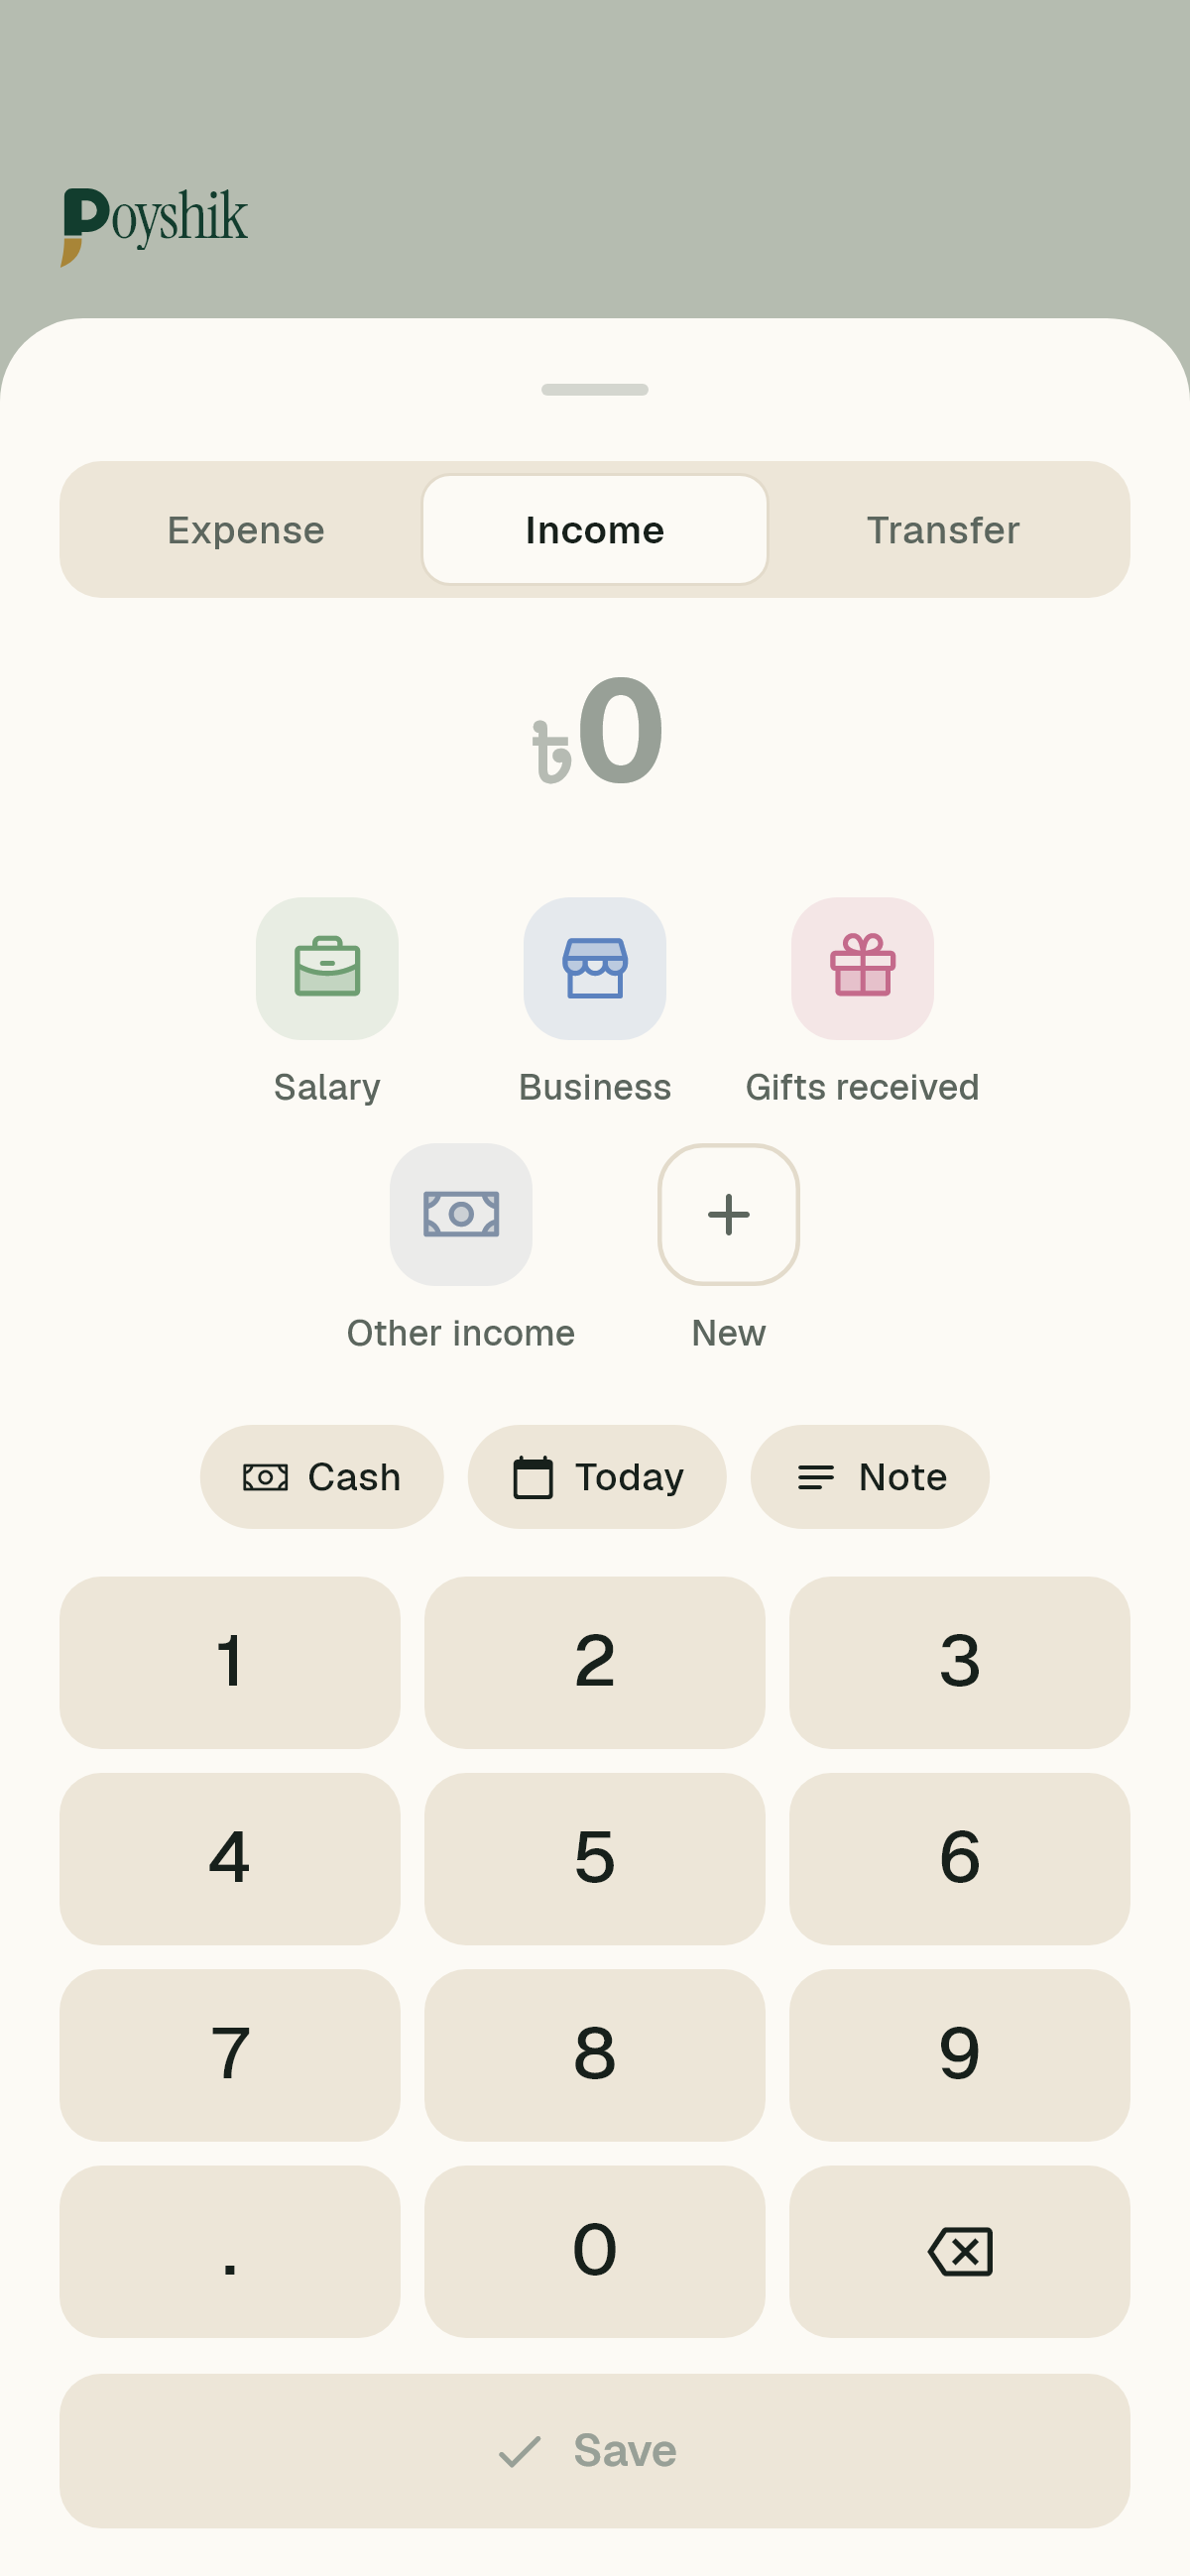 Poyshik
Expense Income Transfer
৳0
Salary Business Gifts received
Other income New
Cash Today Note
1 2 3
4 5 6
7 8 9
. 0
Save